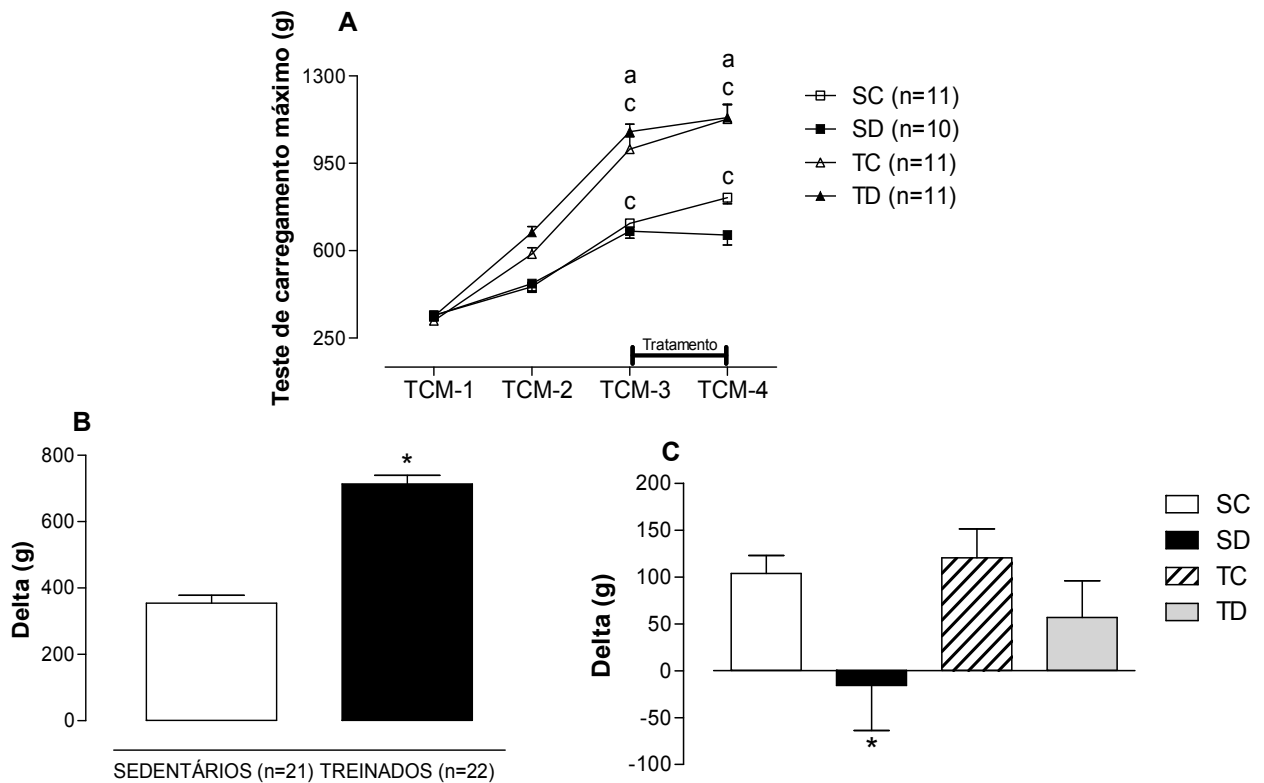 A
Teste de carregamento máximo (g)
1300
950
600
250
a
c
a
c
c
c
Tratamento
TCM-1 TCM-2 TCM-3 TCM-4
SC (n=11)
SD (n=10)
TC (n=11)
TD (n=11)
B
Delta (g)
800
600
400
200
0
*
SEDENTÁRIOS (n=21) TREINADOS (n=22)
C
Delta (g)
200
150
100
50
0
-50
-100
*
SC
SD
TC
TD